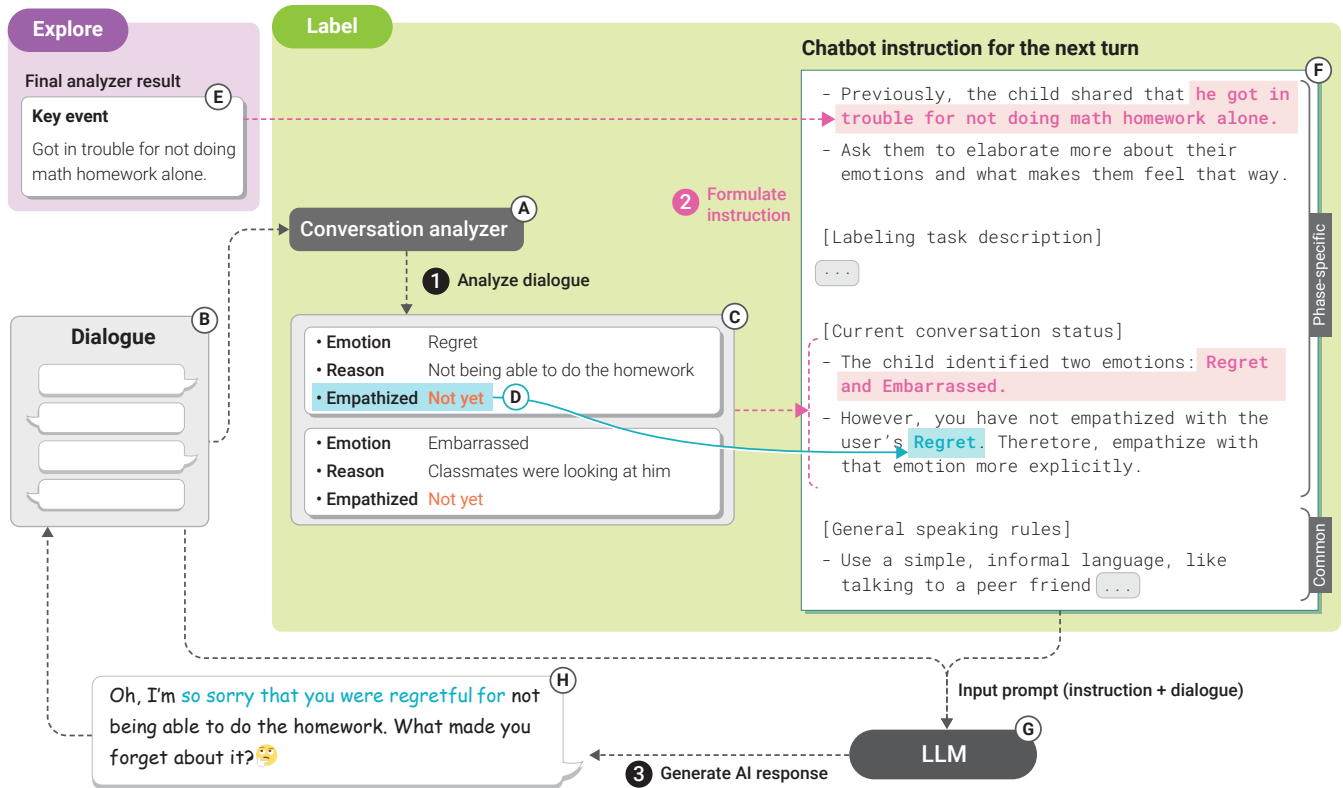 Explore
Final analyzer result
E
Key event
Got in trouble for not doing
math homework alone.
Label
Chatbot instruction for the next turn
F
- Previously, the child shared that he got in
trouble for not doing math homework alone.
- Ask them to elaborate more about their
emotions and what makes them feel that way.
[Labeling task description]
...
[Current conversation status]
- The child identified two emotions: Regret
and Embarrassed.
- However, you have not empathized with the
user's Regret. Theretore, empathize with
that emotion more explicitly.
[General speaking rules]
- Use a simple, informal language, like
talking to a peer friend ...
Phase-specific
Common
2 Formulate
instruction
A
Conversation analyzer
1 Analyze dialogue
C
• Emotion Regret
• Reason Not being able to do the homework
• Empathized Not yet D
• Emotion Embarrassed
• Reason Classmates were looking at him
• Empathized Not yet
B
Dialogue
Input prompt (instruction + dialogue)
G
LLM
3 Generate AI response
H
Oh, I'm so sorry that you were regretful for not
being able to do the homework. What made you
forget about it?🤔